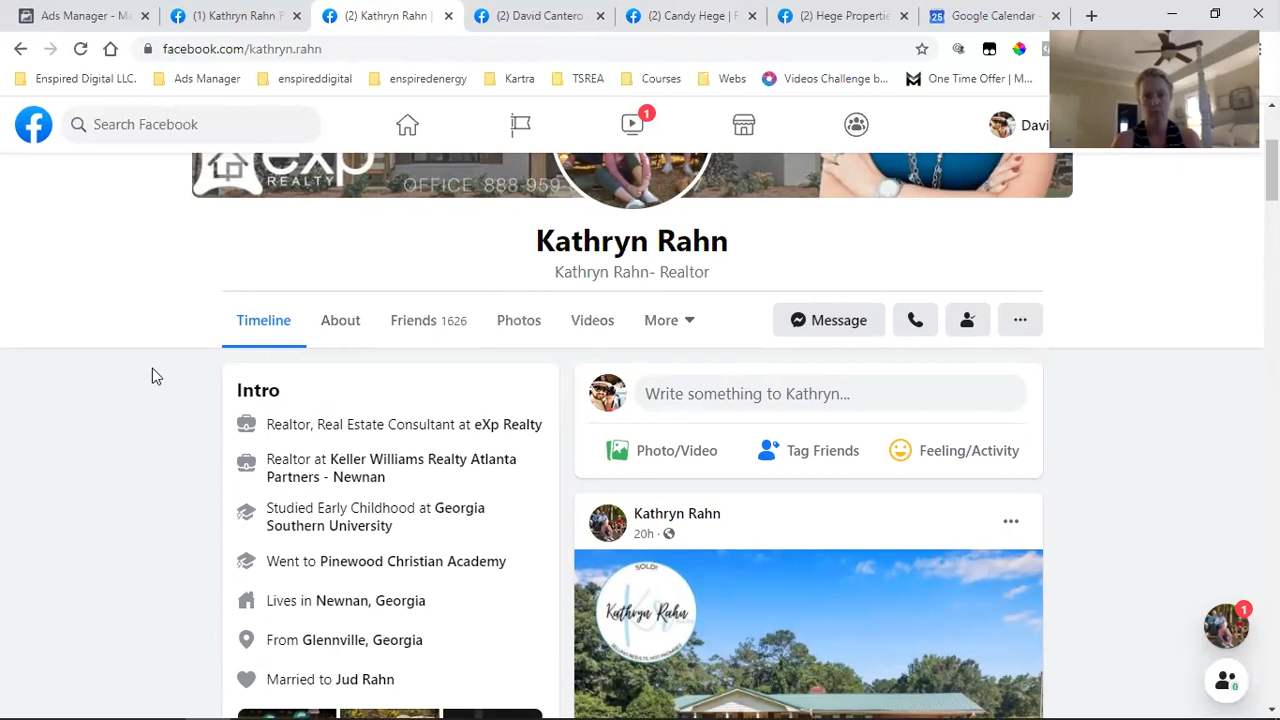 Ads Manager - Ma
(1) Kathryn Rahn P
(2) Kathryn Rahn |
(2) David Cantero
(2) Candy Hege | R
(2) Hege Propertie
Google Calendar -
facebook.com/kathryn.rahn
Enspired Digital LLC.
Ads Manager
enspireddigital
enspiredenergy
Kartra
TSREA
Courses
Webs
Videos Challenge b...
One Time Offer | M...
Search Facebook
1
Davi
exp
REALTY
OFFICE 888 959
Kathryn Rahn
Kathryn Rahn- Realtor
Timeline
About
Friends 1626
Photos
Videos
More
Message
Intro
Realtor, Real Estate Consultant at eXp Realty
Realtor at Keller Williams Realty Atlanta
Partners - Newnan
Studied Early Childhood at Georgia
Southern University
Went to Pinewood Christian Academy
Lives in Newnan, Georgia
From Glennville, Georgia
Married to Jud Rahn
Write something to Kathryn...
Photo/Video
Tag Friends
Feeling/Activity
Kathryn Rahn
20h ·
SOLD!
Kathryn Rahn
1
0